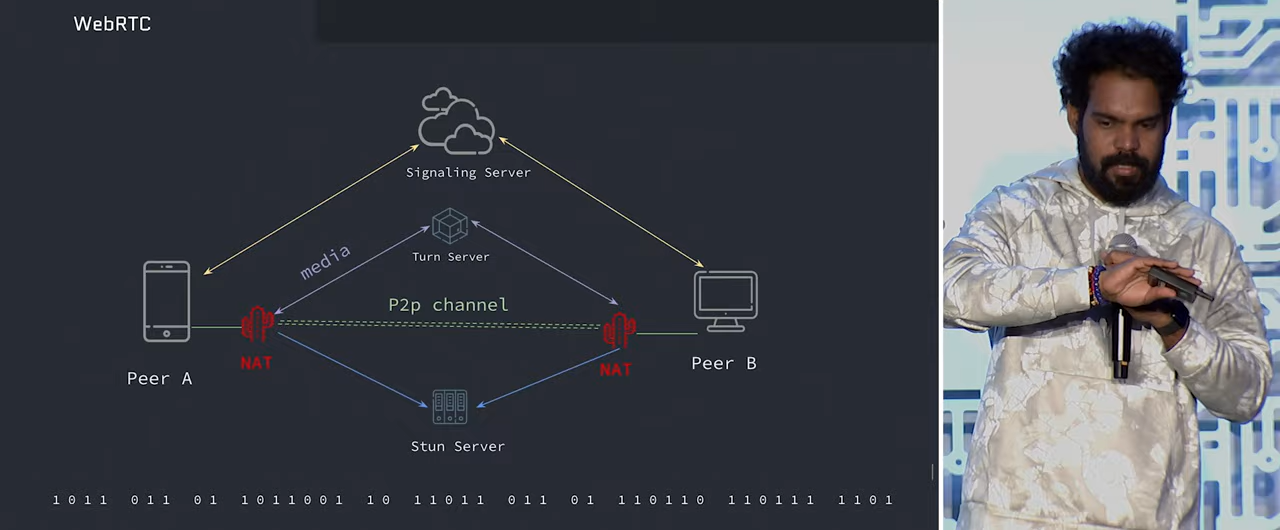 WebRTC
Signaling Server
Turn Server
media
P2p channel
NAT
NAT
Peer A
Peer B
Stun Server
1011 011 01 1011001 10 11011 011 01 110110 110111 1101